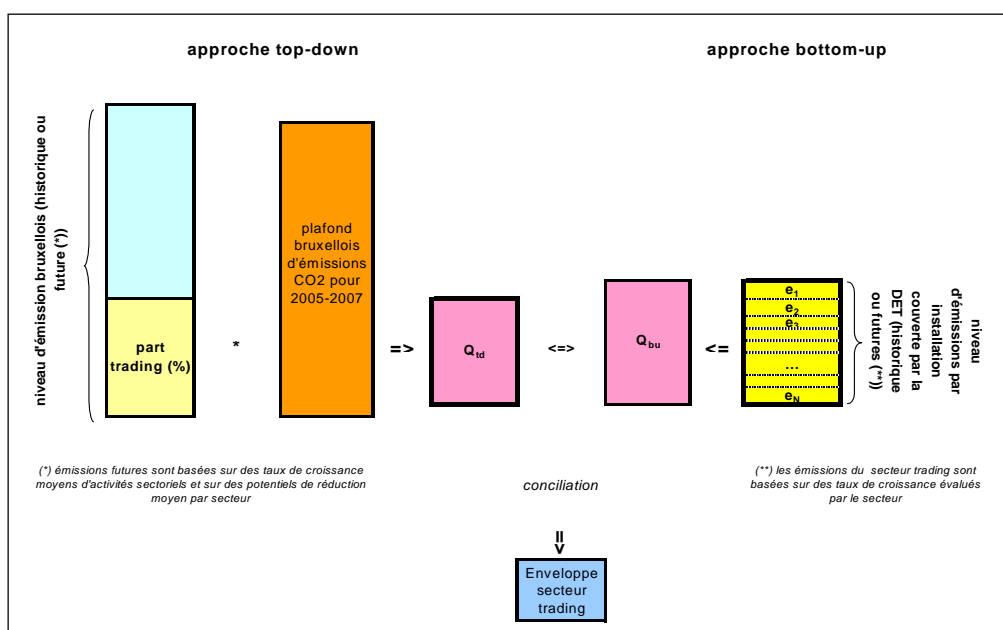 approche top-down
approche bottom-up
niveau d'émission bruxellois (historique ou
future (*))
part
trading (%)
*
plafond
bruxellois
d'émissions
CO2 pour
2005-2007
=>
Qtd
<=>
Qbu
<=
e1
e2
e3
...
eN
niveau
d'émissions par
installation
couverte par la
DET (historique
ou futures (**))
(*) émissions futures sont basées sur des taux de croissance
moyens d'activités sectoriels et sur des potentiels de réduction
moyen par secteur
conciliation
(**) les émissions du secteur trading sont
basées sur des taux de croissance évalués
par le secteur
=>
Enveloppe
secteur
trading